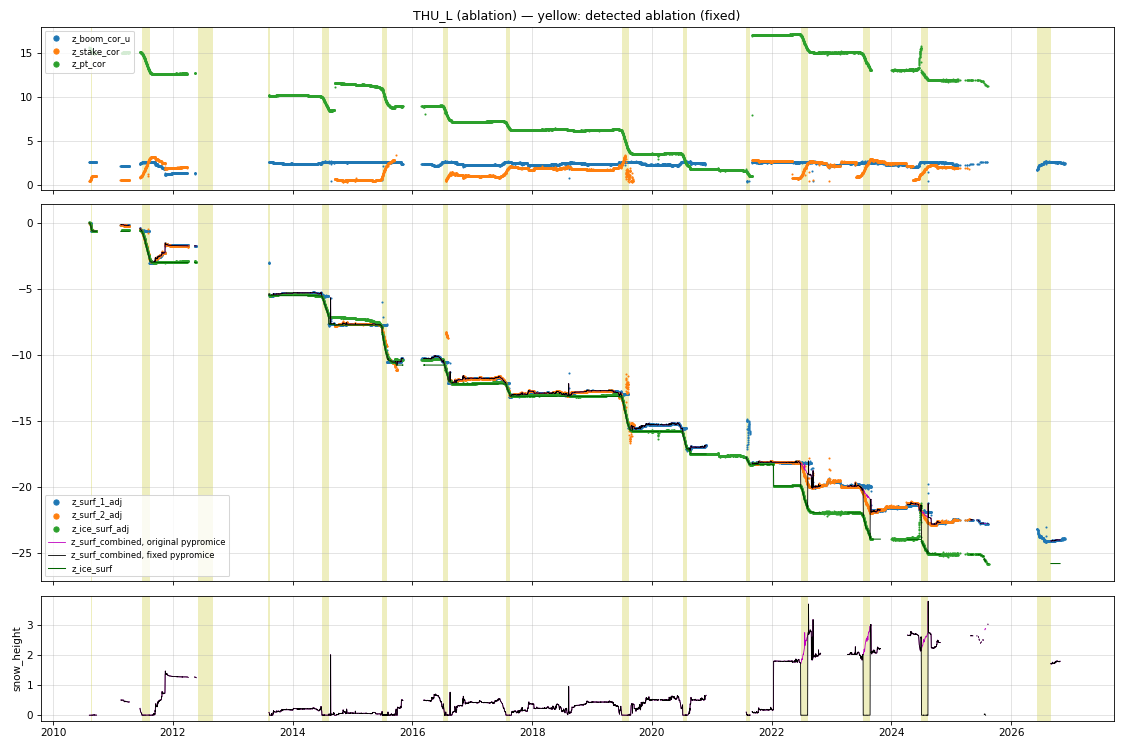 THU_L (ablation) — yellow: detected ablation (fixed)
z_boom_cor_u
z_stake_cor
z_pt_cor
15
10
5
0
0
−5
−10
−15
−20
−25
z_surf_1_adj
z_surf_2_adj
z_ice_surf_adj
z_surf_combined, original pypromice
z_surf_combined, fixed pypromice
z_ice_surf
snow_height
3
2
1
0
2010 2012 2014 2016 2018 2020 2022 2024 2026